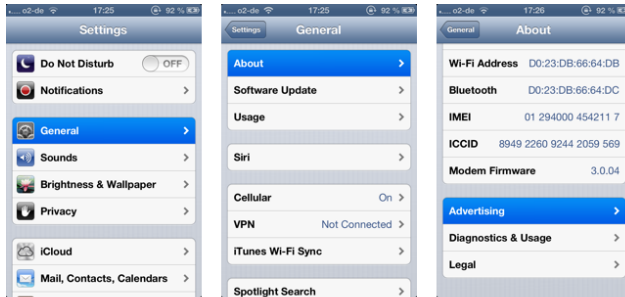 o2-de 17:25 92 %
Settings
Do Not Disturb OFF
Notifications
General
Sounds
Brightness & Wallpaper
Privacy
iCloud
Mail, Contacts, Calendars
o2-de 17:25 92 %
Settings General
About
Software Update
Usage
Siri
Cellular On
VPN Not Connected
iTunes Wi-Fi Sync
Spotlight Search
o2-de 17:26 92 %
General About
Wi-Fi Address D0:23:DB:66:64:DB
Bluetooth D0:23:DB:66:64:DC
IMEI 01 294000 454211 7
ICCID 8949 2260 9244 2059 569
Modem Firmware 3.0.04
Advertising
Diagnostics & Usage
Legal